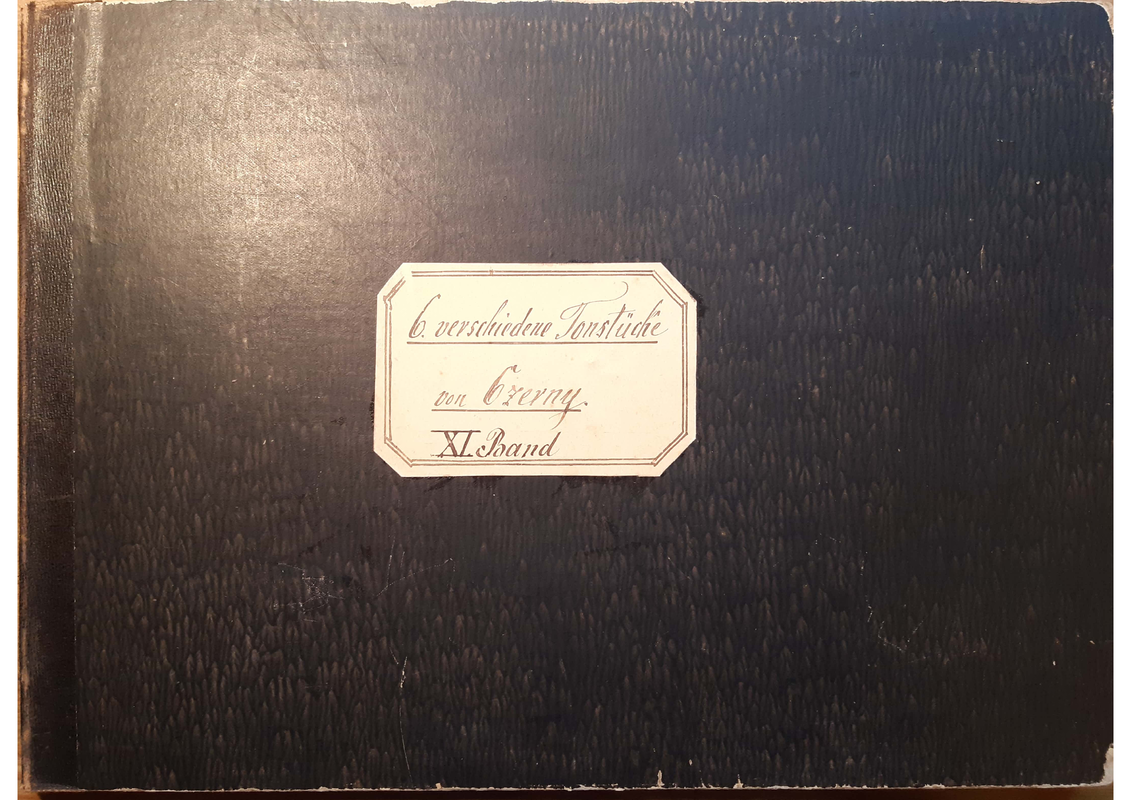 6. verschiedene Tonstücke
von Czerny.
XI. Band